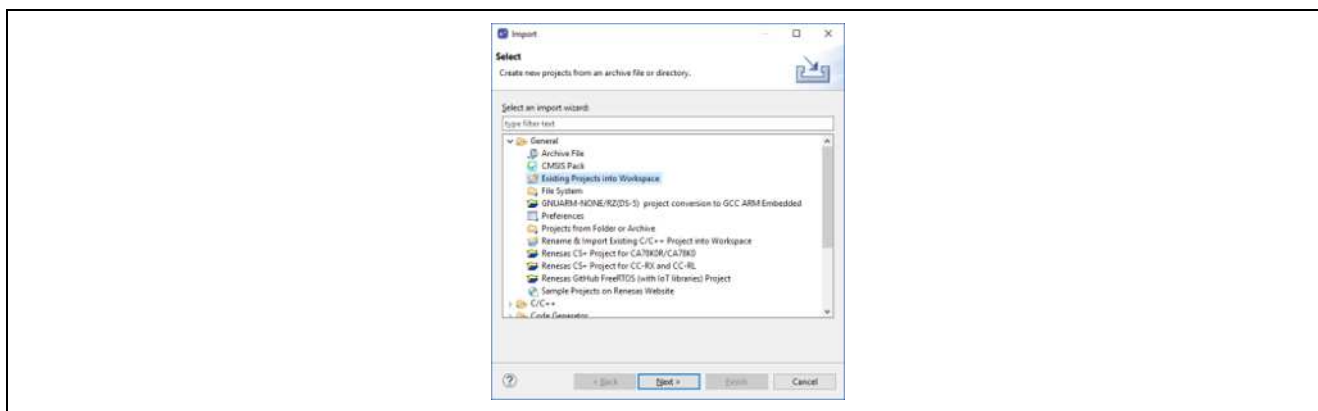 Import
Select
Create new projects from an archive file or directory.
Select an import wizard:
type filter text
General
Archive File
CMSIS Pack
Existing Projects into Workspace
File System
GNUARM-NONE/RZ(DS-5) project conversion to GCC ARM Embedded
Preferences
Projects from Folder or Archive
Rename & Import Existing C/C++ Project into Workspace
Renesas CS+ Project for CA78K0R/CA78K0
Renesas CS+ Project for CC-RX and CC-RL
Renesas GitHub FreeRTOS (with IoT libraries) Project
Sample Projects on Renesas Website
C/C++
Code Generator
< Back Next > Finish Cancel